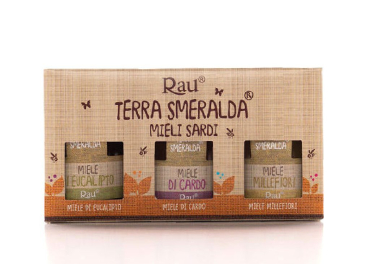 Rau®
TERRA SMERALDA®
MIELI SARDI
SMERALDA
MIELE
EUCALIPTO
Rau®
MIELE DI EUCALIPTO
SMERALDA
MIELE
DI CARDO
Rau®
MIELE DI CARDO
SMERALDA
MIELE
MILLEFIORI
Rau®
MIELE MILLEFIORI